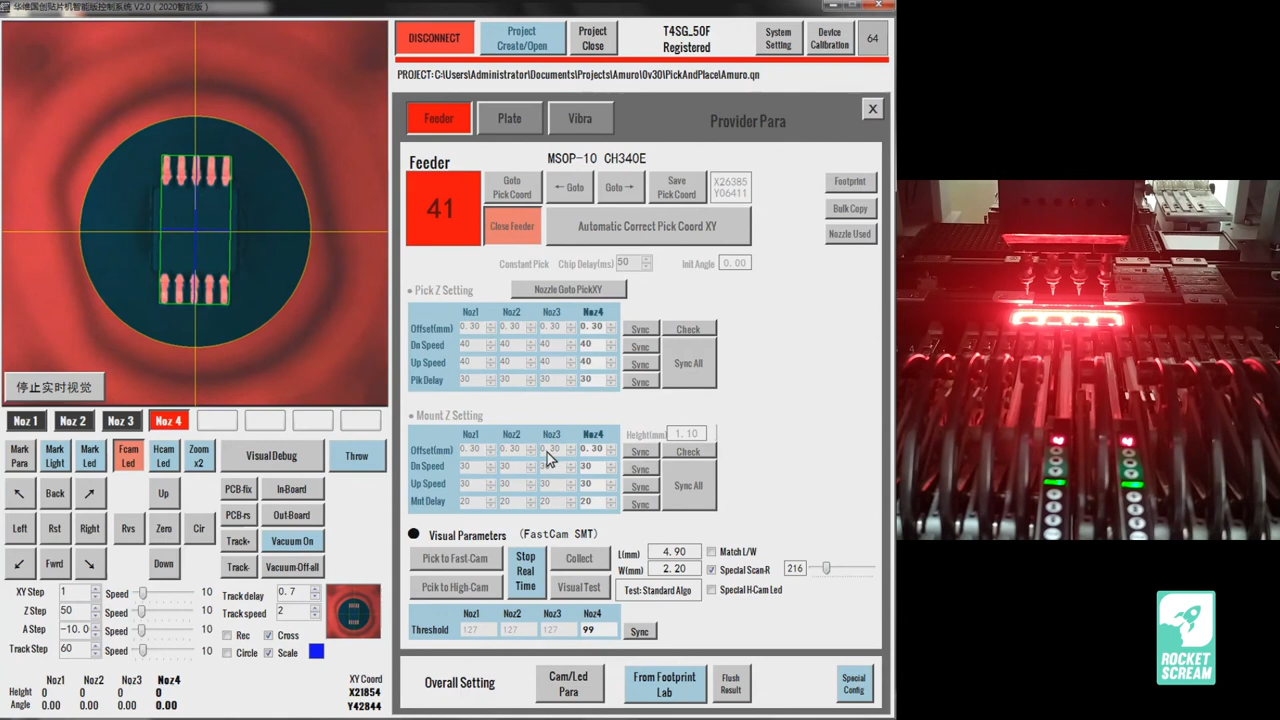 华维国创贴片机智能版控制系统 V2.0（2020智能版）
DISCONNECT
Project
Create/Open
Project
Close
T4SG_50F
Registered
System
Setting
Device
Calibration
64
PROJECT:C:\Users\Administrator\Documents\Projects\Amuro\0v30\PickAndPlace\Amuro.qn
Feeder
Plate
Vibra
Provider Para
X
Feeder
MSOP-10 CH340E
41
Goto
Pick Coord
← Goto
Goto→
Save
Pick Coord
X26385
Y06411
Footprint
Close Feeder
Automatic Correct Pick Coord XY
Bulk Copy
Nozzle Used
Constant Pick
Chip Delay(ms)
50
Init Angle
0.00
Pick Z Setting
Nozzle Goto PickXY
Noz1 Noz2 Noz3 Noz4
Offset(mm) 0.30 0.30 0.30 0.30 Sync Check
Dn Speed 40 40 40 40 Sync
Up Speed 40 40 40 40 Sync
Pik Delay 30 30 30 30 Sync
Sync All
Mount Z Setting
Noz1 Noz2 Noz3 Noz4 Height(mm) 1.10
Offset(mm) 0.30 0.30 0.30 0.30 Sync Check
Dn Speed 30 30 30 30 Sync
Up Speed 30 30 30 30 Sync
Mnt Delay 20 20 20 20 Sync
Sync All
Visual Parameters (FastCam SMT)
Pick to Fast-Cam
Stop
Real
Time
Collect
L(mm) 4.90
Match L/W
W(mm) 2.20
Special Scan-R 216
Pcik to High-Cam
Visual Test
Test: Standard Algo
Special H-Cam Led
Noz1 Noz2 Noz3 Noz4
Threshold 127 127 127 99 Sync
Overall Setting
Cam/Led
Para
From Footprint
Lab
Flush
Result
Special
Config
停止实时视觉
Noz 1 Noz 2 Noz 3 Noz 4
Mark
Para
Mark
Light
Mark
Led
Fcam
Led
Hcam
Led
Zoom
x2
Visual Debug
Throw
↖ Back ↗ Up
PCB-fix In-Board
Left Rst Right Rvs Zero Cir
PCB-rs Out-Board
Track+ Vacuum On
↙ Fwrd ↘ Down
Track- Vacuum-Off-all
XY Step 1 Speed 10
Z Step 50 Speed 10
A Step -10.0 Speed 10
Track Step 60 Speed 10
Track delay 0.7
Track speed 2
Rec Cross
Circle Scale
Noz1 Noz2 Noz3 Noz4
Height 0 0 0 0
Angle 0.00 0.00 0.00 0.00
XY Coord
X21854
Y42844
ROCKET
SCREAM